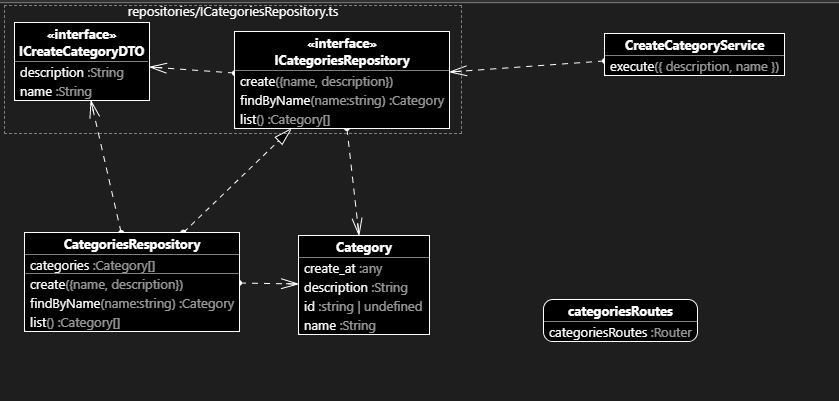 repositories/ICategoriesRepository.ts
«interface»
ICreateCategoryDTO
description :String
name :String
«interface»
ICategoriesRepository
create({name, description})
findByName(name:string) :Category
list() :Category[]
CreateCategoryService
execute({ description, name })
CategoriesRespository
categories :Category[]
create({name, description})
findByName(name:string) :Category
list() :Category[]
Category
create_at :any
description :String
id :string | undefined
name :String
categoriesRoutes
categoriesRoutes :Router